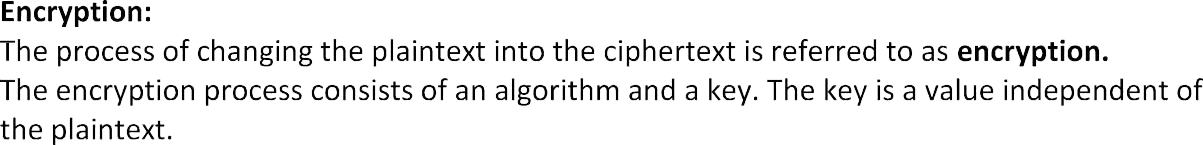 Encryption:
The process of changing the plaintext into the ciphertext is referred to as encryption.
The encryption process consists of an algorithm and a key. The key is a value independent of
the plaintext.